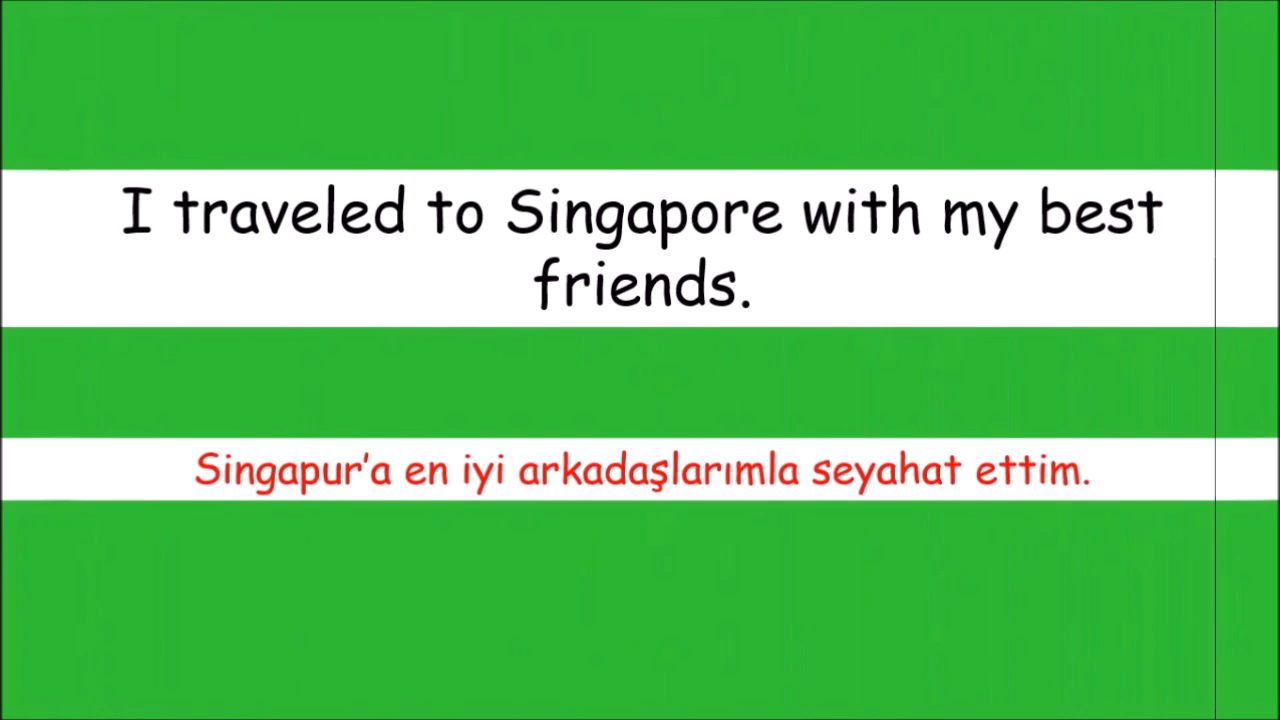 I traveled to Singapore with my best
friends.
Singapur'a en iyi arkadaşlarımla seyahat ettim.